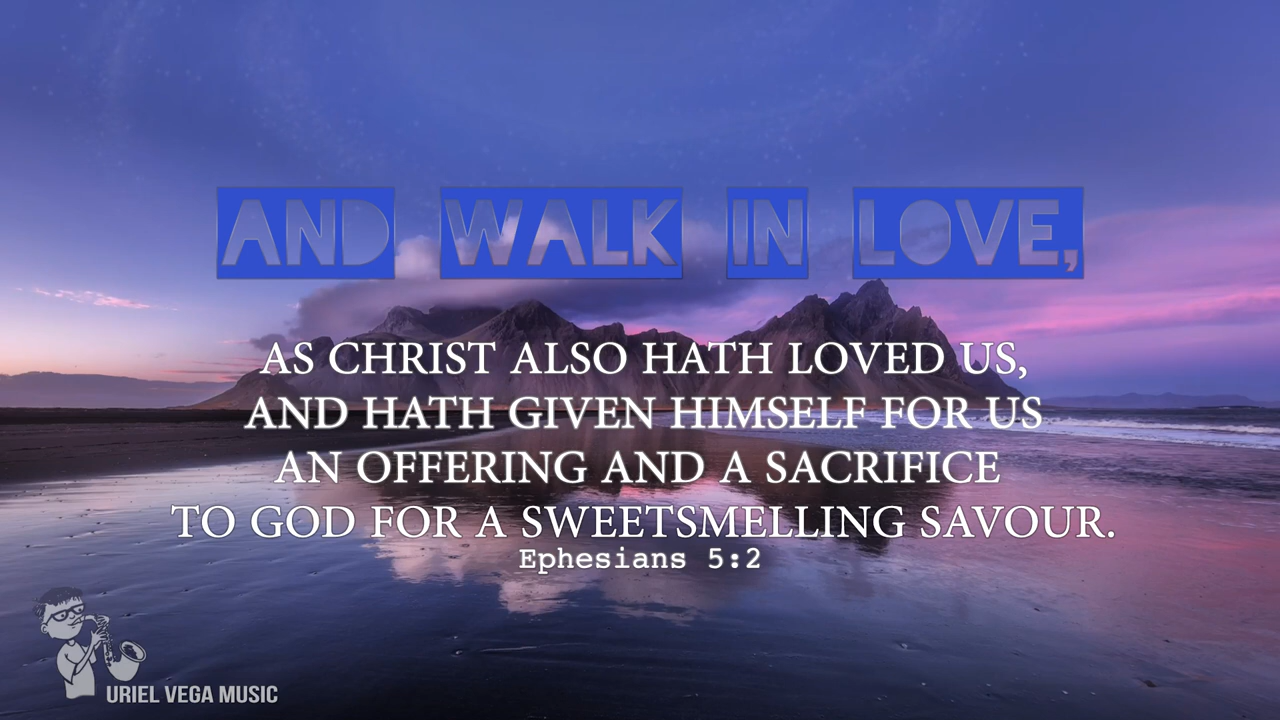 AND WALK IN LOVE,
AS CHRIST ALSO HATH LOVED US,
AND HATH GIVEN HIMSELF FOR US
AN OFFERING AND A SACRIFICE
TO GOD FOR A SWEETSMELLING SAVOUR.
Ephesians 5:2
URIEL VEGA MUSIC